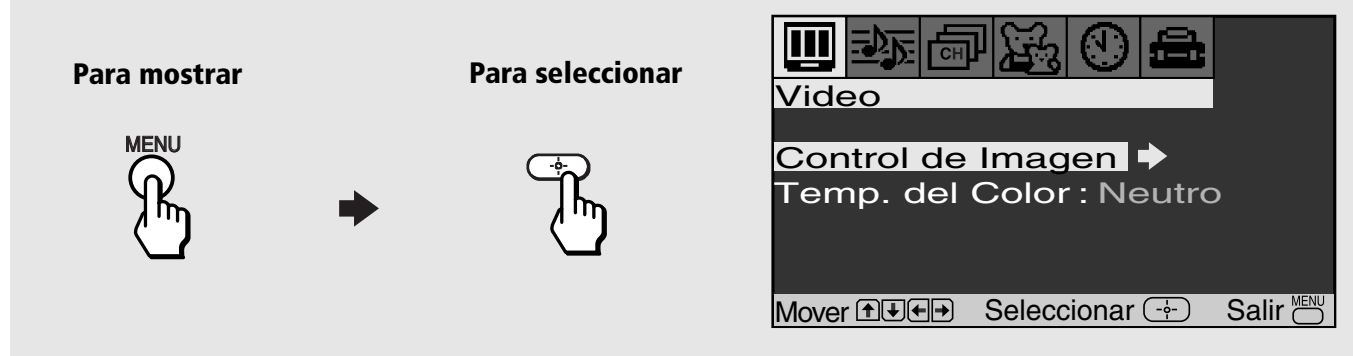 Para mostrar
Para seleccionar
MENU
CH
Video
Control de Imagen
Temp. del Color : Neutro
Mover Seleccionar Salir MENU